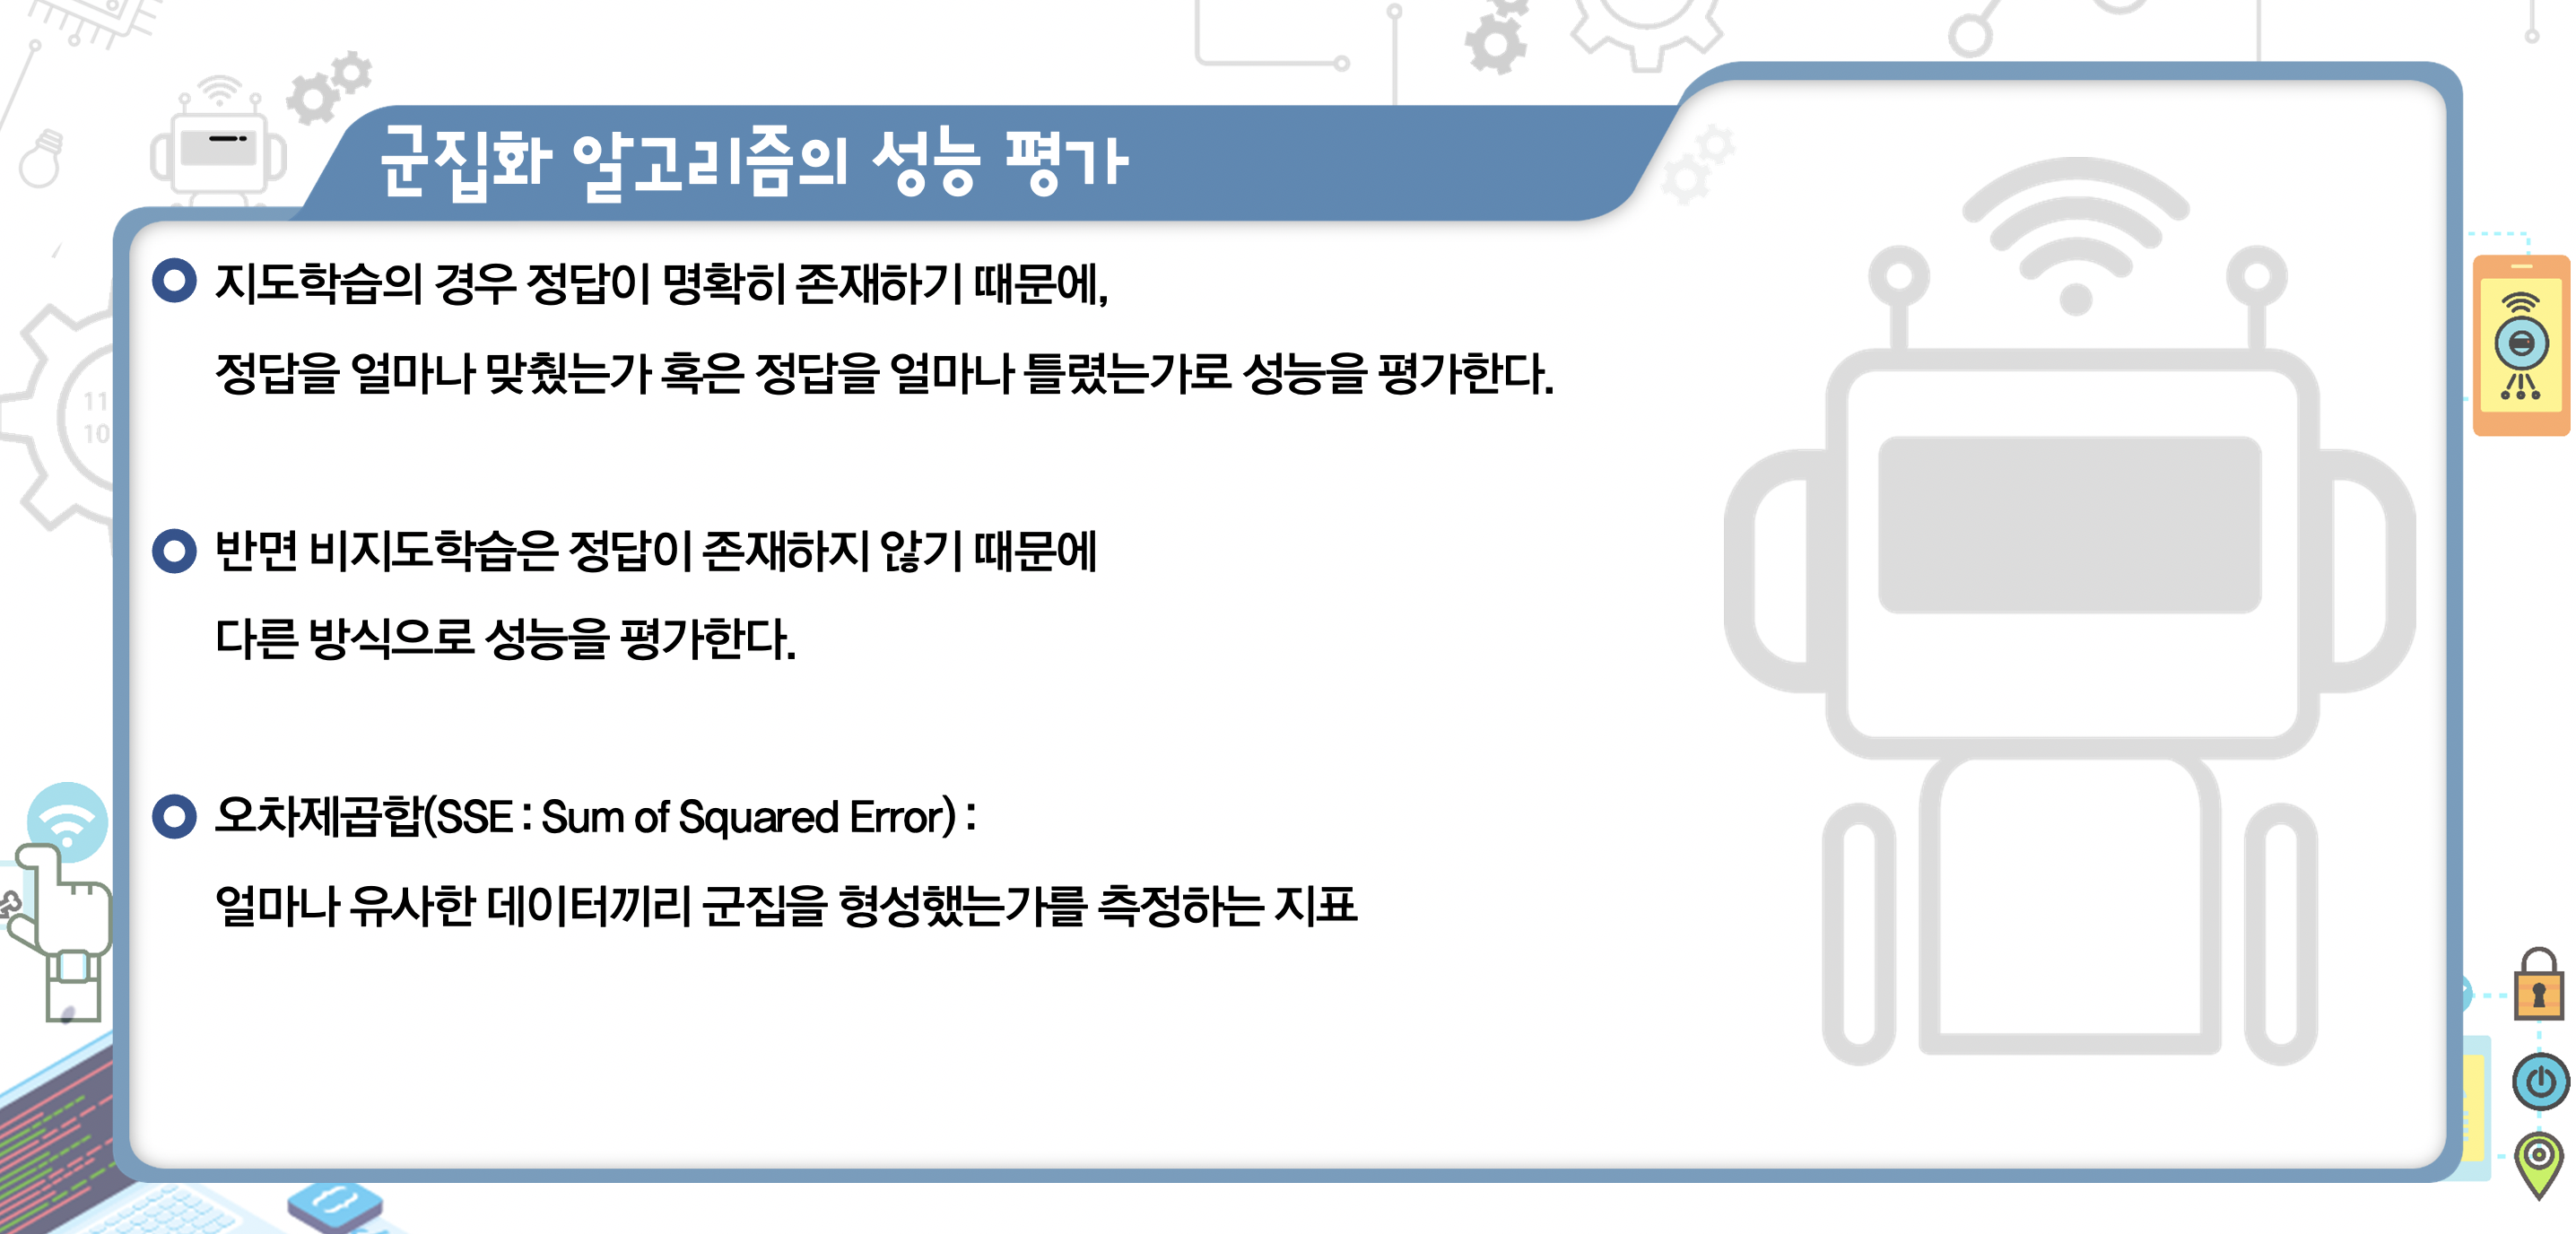 군집화 알고리즘의 성능 평가
지도학습의 경우 정답이 명확히 존재하기 때문에,
정답을 얼마나 맞췄는가 혹은 정답을 얼마나 틀렸는가로 성능을 평가한다.
반면 비지도학습은 정답이 존재하지 않기 때문에
다른 방식으로 성능을 평가한다.
오차제곱합(SSE : Sum of Squared Error) :
얼마나 유사한 데이터끼리 군집을 형성했는가를 측정하는 지표
11
10